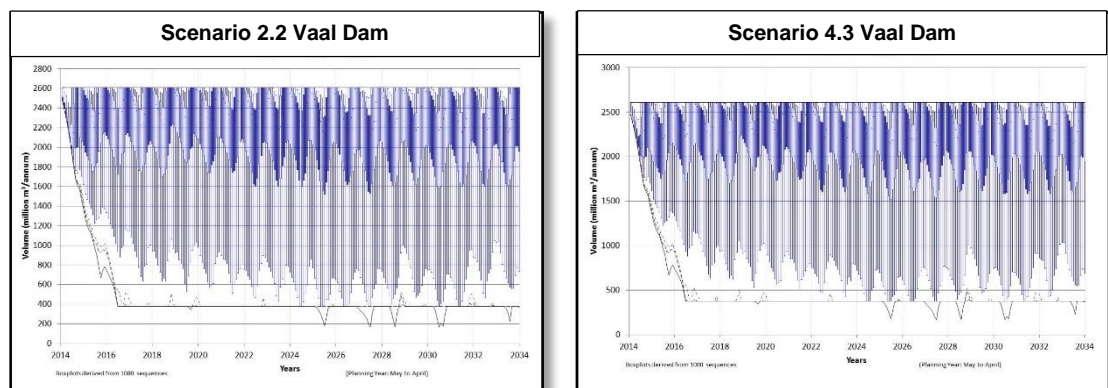 Scenario 2.2 Vaal Dam
2800
2600
2400
2200
2000
1800
1600
1400
1200
1000
800
600
400
200
0
Volume (million m³/annum)
2014 2016 2018 2020 2022 2024 2026 2028 2030 2032 2034
Years
Boxplots derived from 1000 sequences
(Planning Year: May to April)
Scenario 4.3 Vaal Dam
3000
2500
2000
1500
1000
500
0
Volume (million m³/annum)
2014 2016 2018 2020 2022 2024 2026 2028 2030 2032 2034
Years
Boxplots derived from 1000 sequences
(Planning Year: May to April)